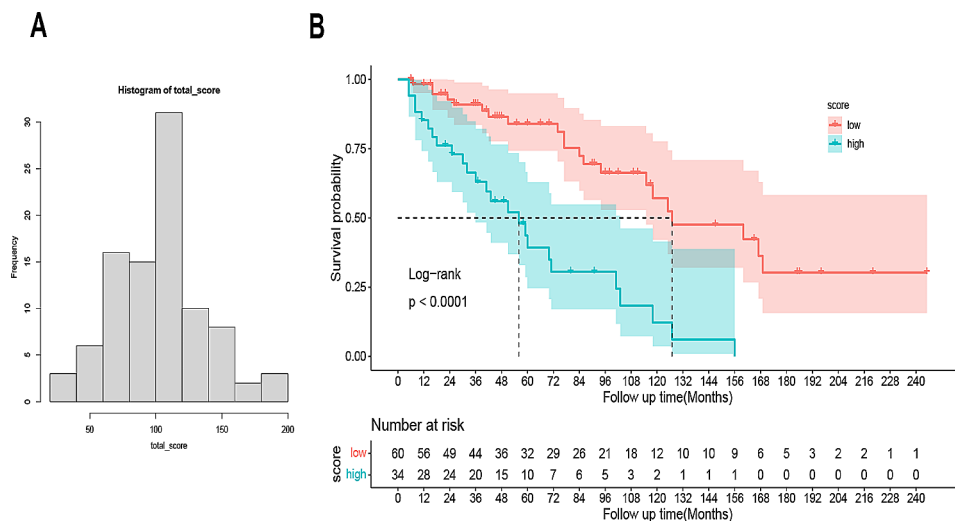 A
B
Histogram of total_score
Frequency
0 5 10 15 20 25 30
50 100 150 200
total_score
Survival probability
1.00
0.75
0.50
0.25
0.00
Log-rank
p < 0.0001
score
low
high
0 12 24 36 48 60 72 84 96 108 120 132 144 156 168 180 192 204 216 228 240
Follow up time(Months)
Number at risk
score
low 60 56 49 44 36 32 29 26 21 18 12 10 10 9 6 5 3 2 2 1 1
high 34 28 24 20 15 10 7 6 5 3 2 1 1 1 0 0 0 0 0 0 0
0 12 24 36 48 60 72 84 96 108 120 132 144 156 168 180 192 204 216 228 240
Follow up time(Months)